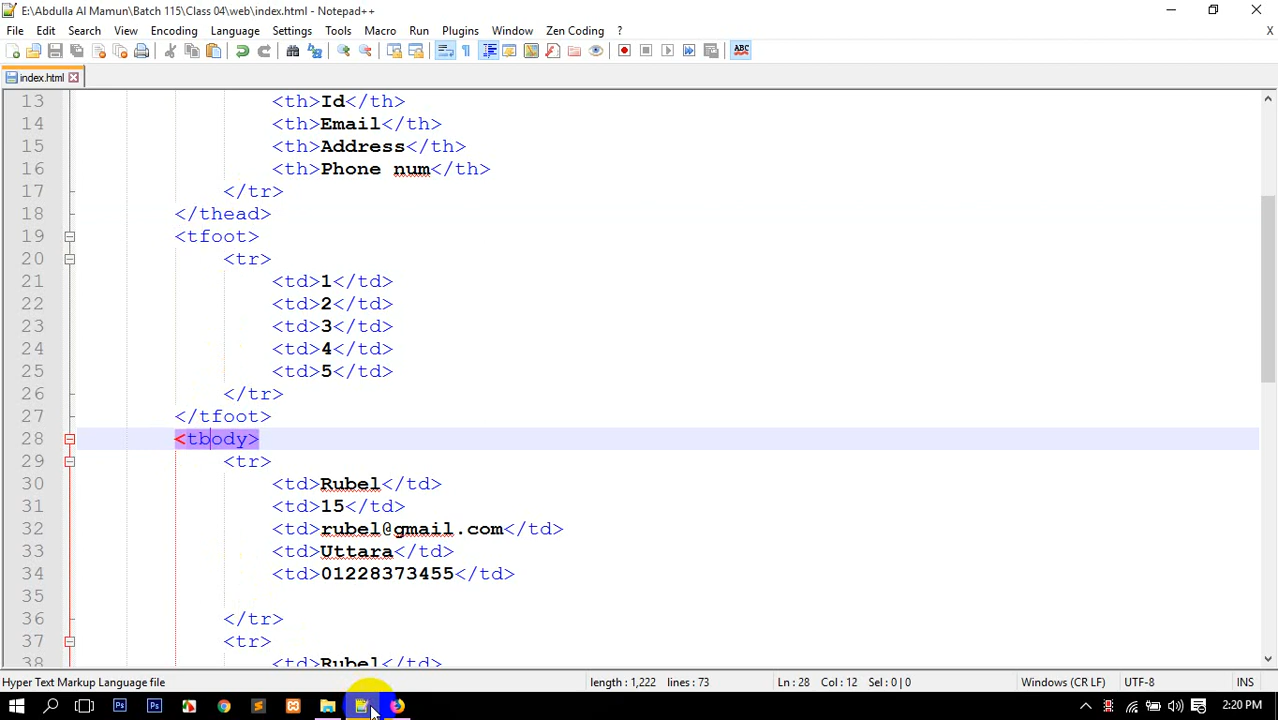 E:\Abdulla Al Mamun\Batch 115\Class 04\web\index.html - Notepad++
File Edit Search View Encoding Language Settings Tools Macro Run Plugins Window Zen Coding ? X
ABC
index.html
13 <th>Id</th>
14 <th>Email</th>
15 <th>Address</th>
16 <th>Phone num</th>
17 </tr>
18 </thead>
19 <tfoot>
20 <tr>
21 <td>1</td>
22 <td>2</td>
23 <td>3</td>
24 <td>4</td>
25 <td>5</td>
26 </tr>
27 </tfoot>
28 <tbody>
29 <tr>
30 <td>Rubel</td>
31 <td>15</td>
32 <td>rubel@gmail.com</td>
33 <td>Uttara</td>
34 <td>01228373455</td>
35
36 </tr>
37 <tr>
38 <td>Rubel</td>
Hyper Text Markup Language file length : 1,222 lines : 73 Ln : 28 Col : 12 Sel : 0 | 0 Windows (CR LF) UTF-8 INS
Ps Ps 2:20 PM